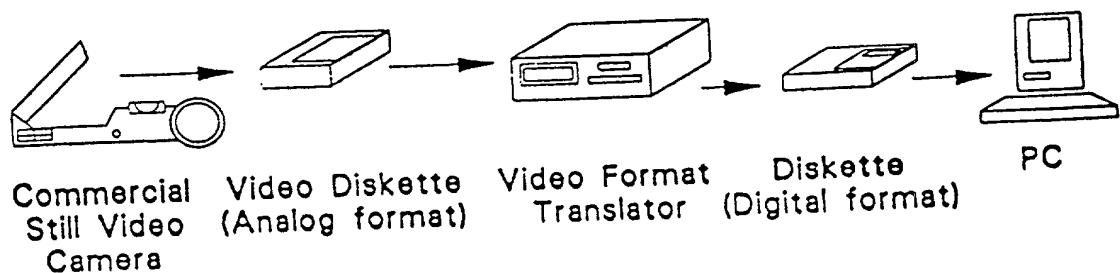 Commercial
Still Video
Camera
Video Diskette
(Analog format)
Video Format
Translator
Diskette
(Digital format)
PC